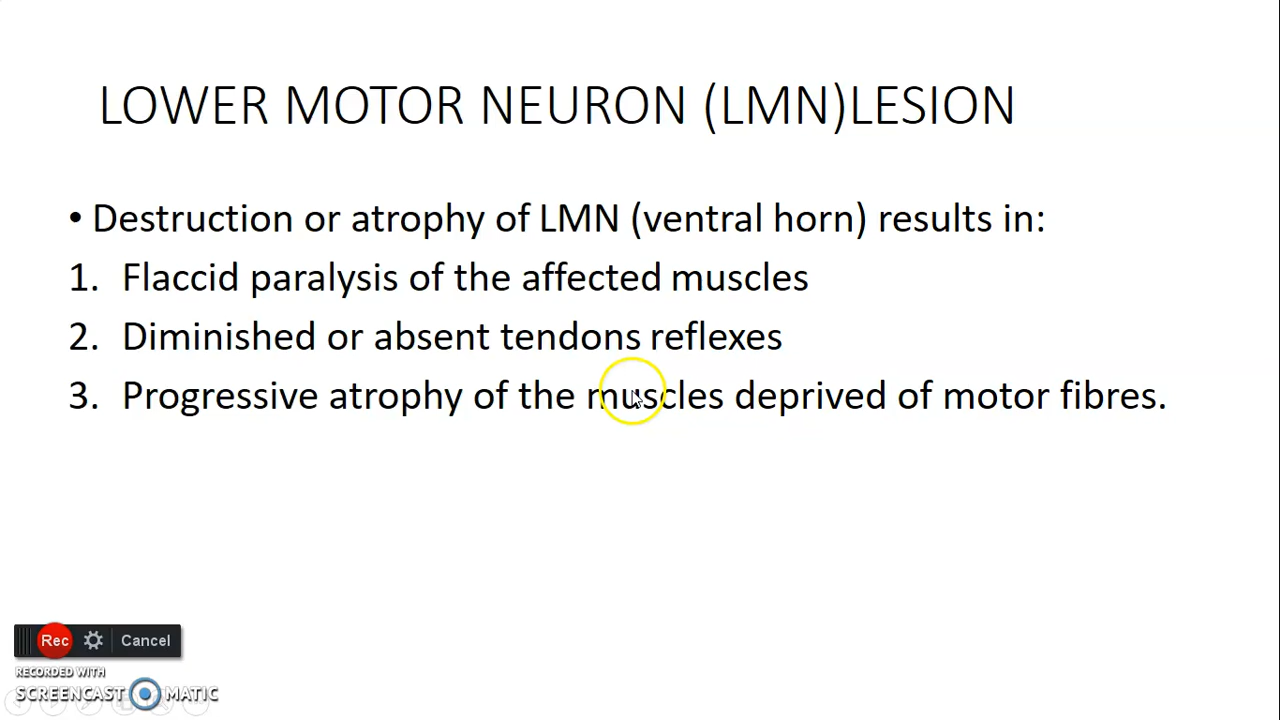 LOWER MOTOR NEURON (LMN)LESION
• Destruction or atrophy of LMN (ventral horn) results in:
1. Flaccid paralysis of the affected muscles
2. Diminished or absent tendons reflexes
3. Progressive atrophy of the muscles deprived of motor fibres.
Rec Cancel
RECORDED WITH
SCREENCAST MATIC